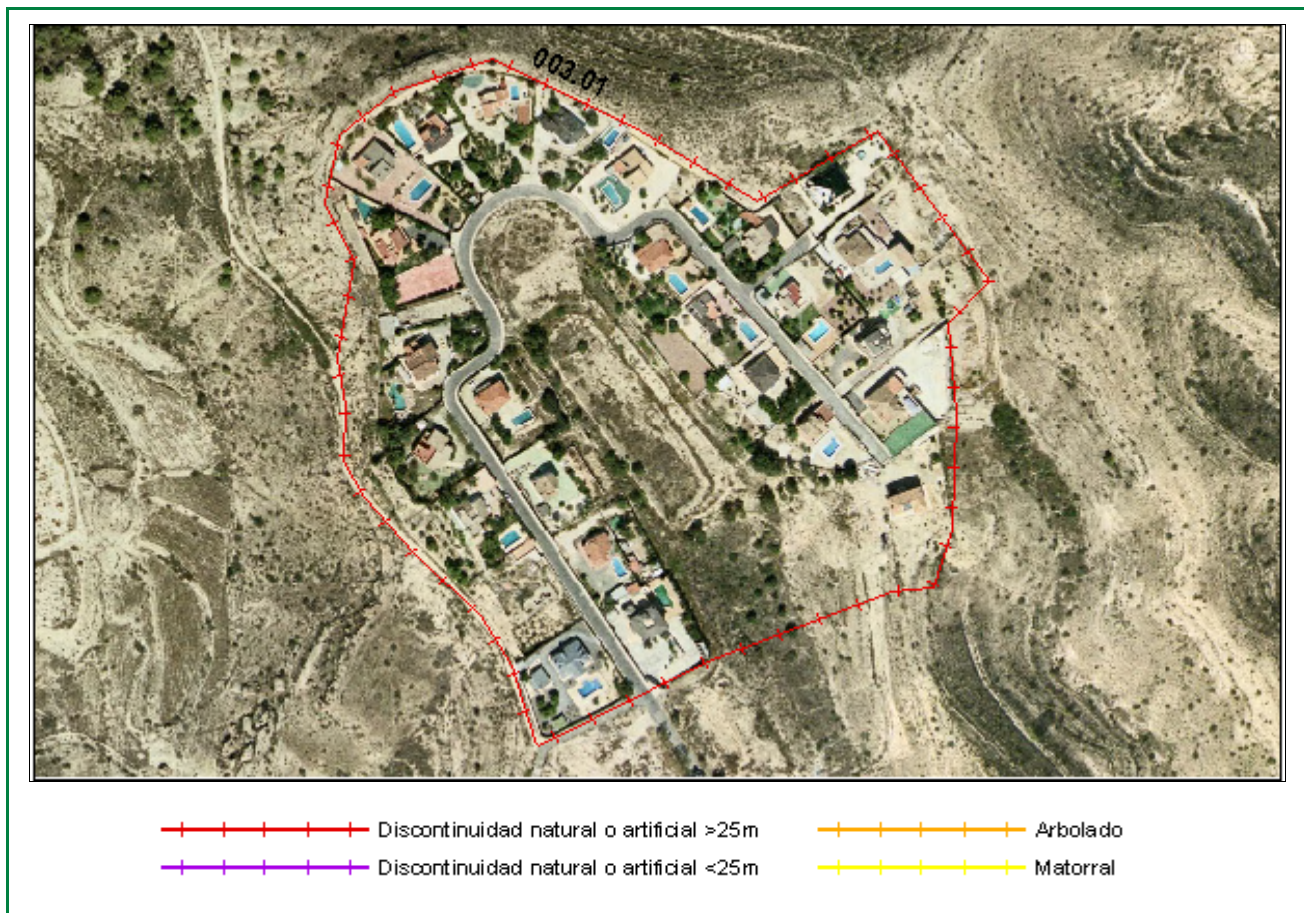 003.01
Discontinuidad natural o artificial >25m
Arbolado
Discontinuidad natural o artificial <25m
Matorral